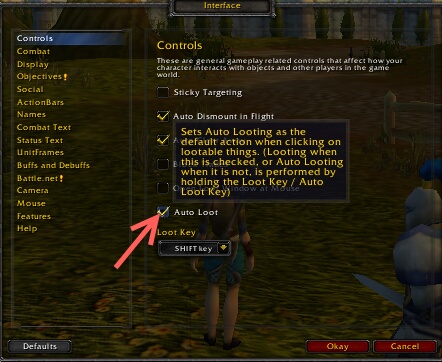 Interface
Controls
Combat
Display
Objectives!
Social
ActionBars
Names
Combat Text
Status Text
UnitFrames
Buffs and Debuffs
Battle.net!
Camera
Mouse
Features
Help
Controls
These are general gameplay related controls that affect how your
character interacts with objects and other players in the game
world.
Sticky Targeting
Auto Dismount in Flight
Sets Auto Looting as the
default action when clicking on
lootable things. (Looting when
this is checked, or Auto Looting
when it is not, is performed by
holding the Loot Key / Auto
Loot Key)
at Mouse
Auto Loot
Loot Key
SHIFT key
Defaults
Okay
Cancel